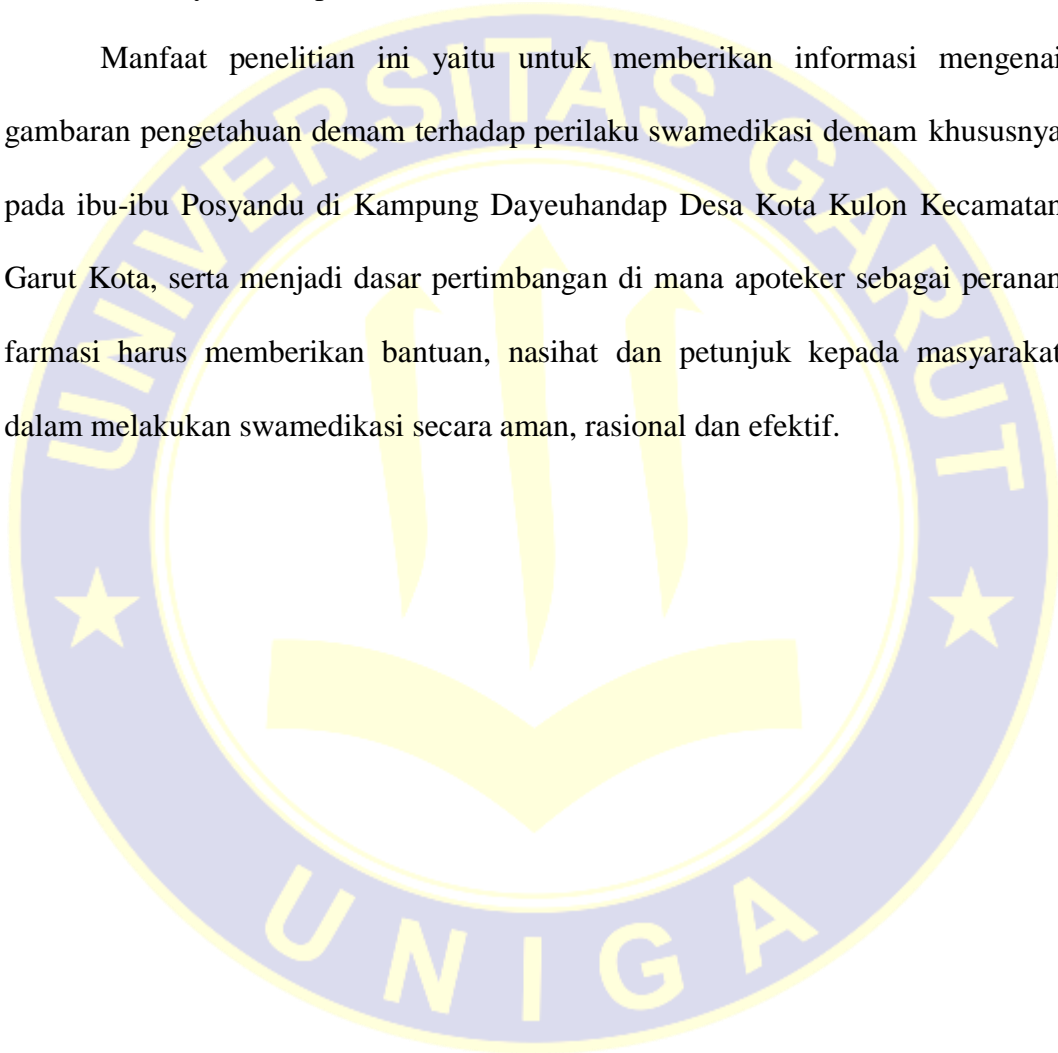 Manfaat penelitian ini yaitu untuk memberikan informasi mengenai
gambaran pengetahuan demam terhadap perilaku swamedikasi demam khususnya
pada ibu-ibu Posyandu di Kampung Dayeuhandap Desa Kota Kulon Kecamatan
Garut Kota, serta menjadi dasar pertimbangan di mana apoteker sebagai peranan
farmasi harus memberikan bantuan, nasihat dan petunjuk kepada masyarakat
dalam melakukan swamedikasi secara aman, rasional dan efektif.
UNIVERSITAS GARUT
UNIGA